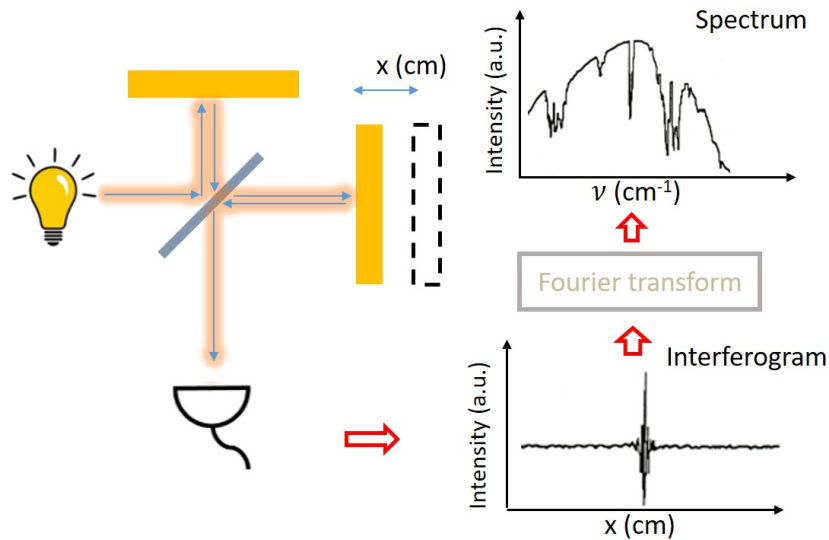 x (cm)
Spectrum
Intensity (a.u.)
ν (cm⁻¹)
Fourier transform
Interferogram
Intensity (a.u.)
x (cm)